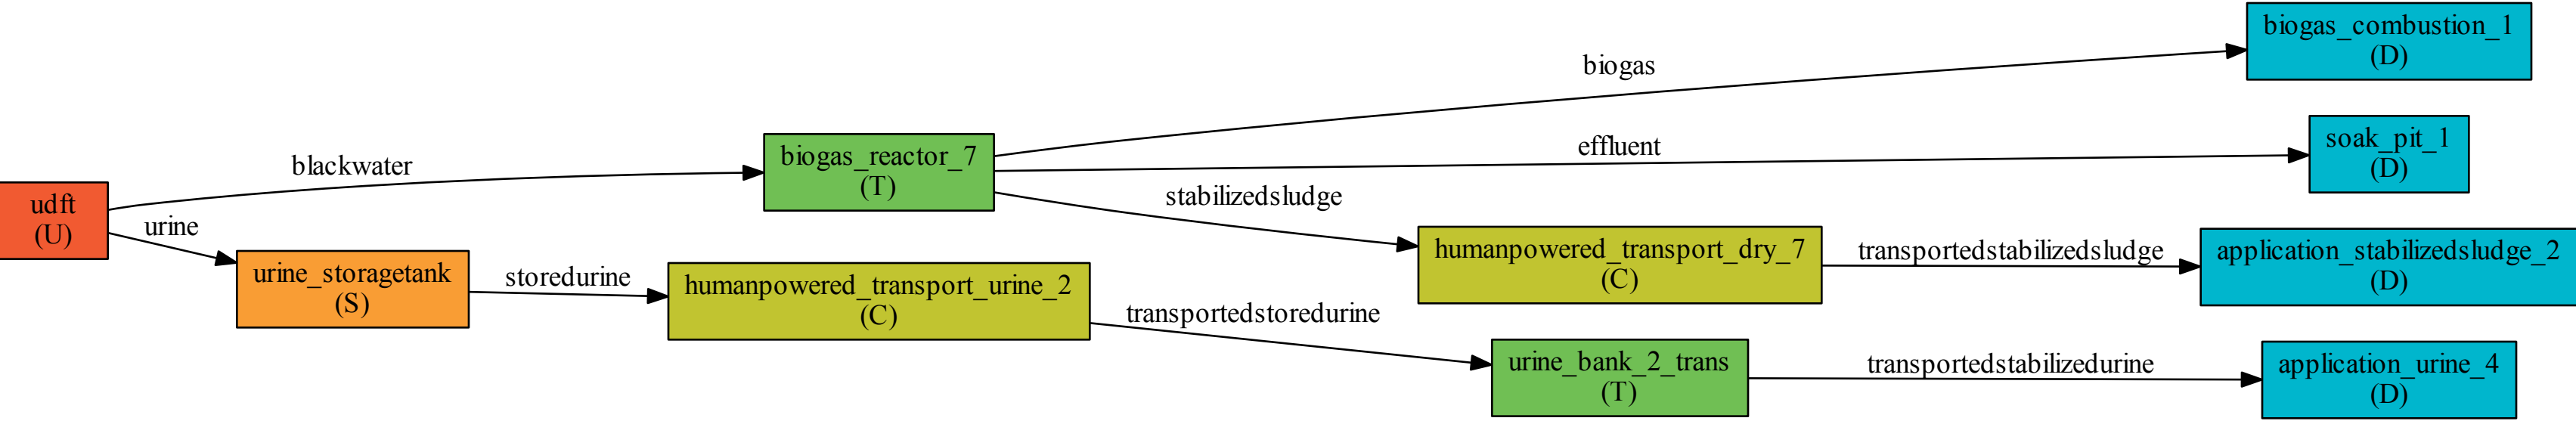 biogas_combustion_1
(D)
biogas
soak_pit_1
(D)
effluent
biogas_reactor_7
(T)
blackwater
stabilizedsludge
udft
(U)
urine
humanpowered_transport_dry_7
(C)
transportedstabilizedsludge
application_stabilizedsludge_2
(D)
urine_storagetank
(S)
storedurine
humanpowered_transport_urine_2
(C)
transportedstoredurine
urine_bank_2_trans
(T)
transportedstabilizedurine
application_urine_4
(D)